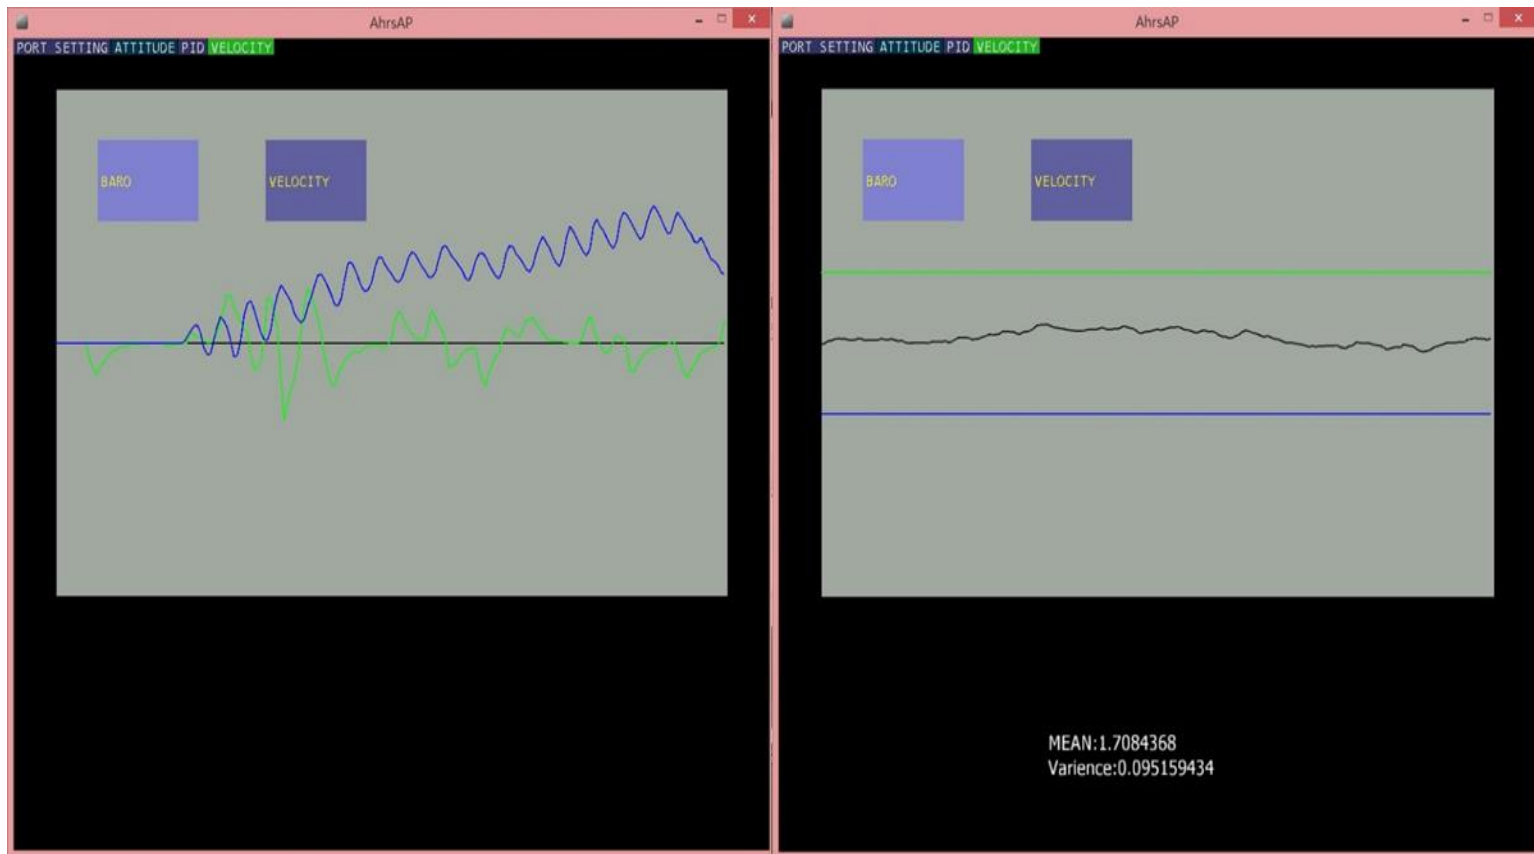 AhrsAP
PORT SETTING ATTITUDE PID VELOCITY
BARO
VELOCITY
AhrsAP
PORT SETTING ATTITUDE PID VELOCITY
BARO
VELOCITY
MEAN:1.7084368
Varience:0.095159434